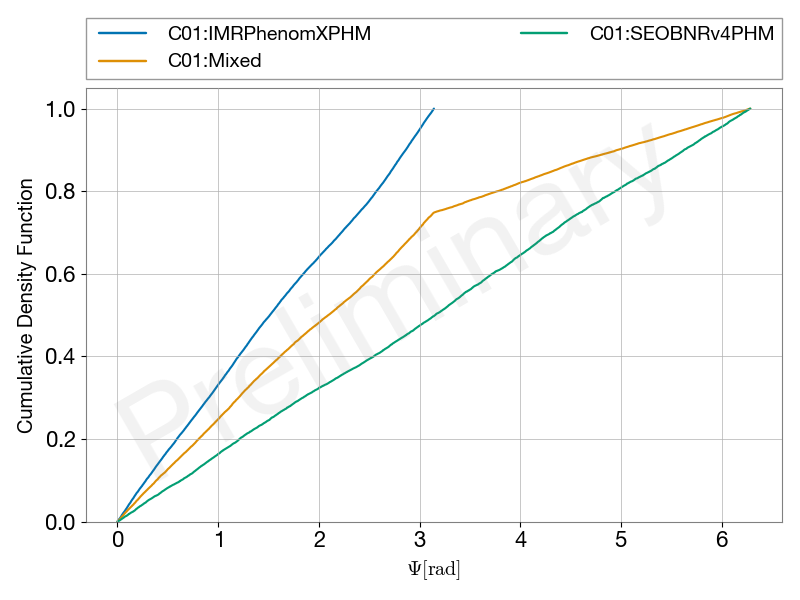 C01:IMRPhenomXPHM
C01:Mixed
C01:SEOBNRv4PHM
Cumulative Density Function
1.0
0.8
0.6
0.4
0.2
0.0
Preliminary
0 1 2 3 4 5 6
Ψ[rad]